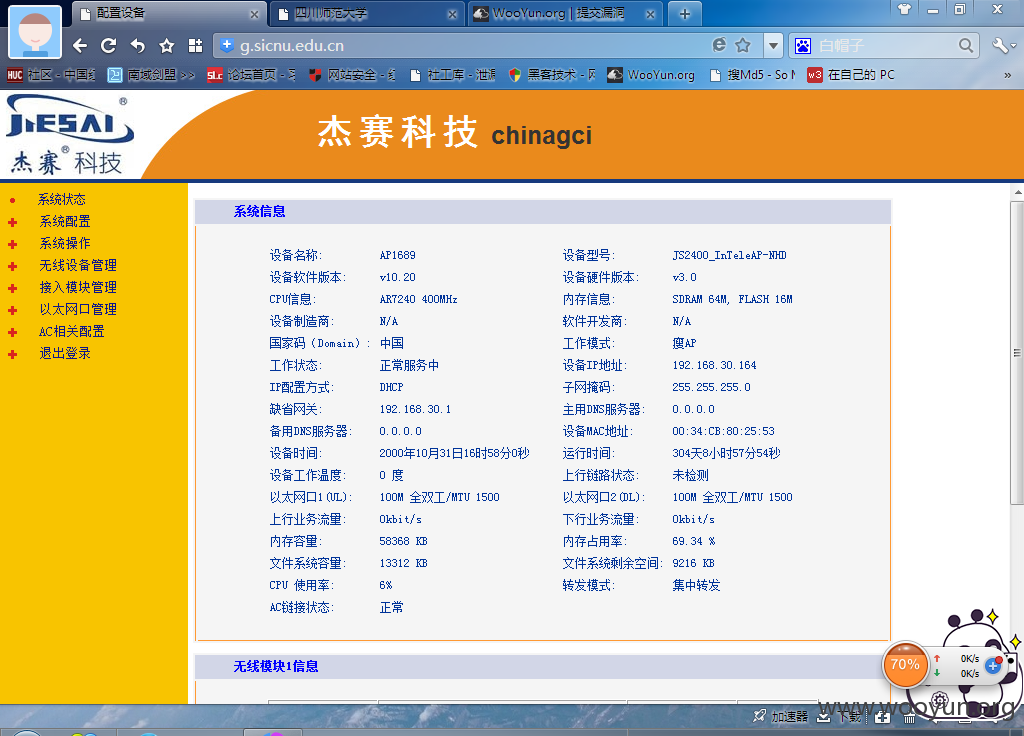 配置设备
四川师范大学
WooYun.org | 提交漏洞
g.sicnu.edu.cn
白帽子
HUC 社区 - 中国红
南域剑盟 >>
SLC 论坛首页 - 习
网站安全 - 红
社工库 - 泄漏
黑客技术 - 网
WooYun.org
搜Md5 - So M
w3 在自己的 PC
»
JIESAI ®
杰赛® 科技
杰赛科技 chinagci
系统状态
系统配置
系统操作
无线设备管理
接入模块管理
以太网口管理
AC相关配置
退出登录
系统信息
设备名称: AP1689 设备型号: JS2400_InTeleAP-NHD
设备软件版本: v10.20 设备硬件版本: v3.0
CPU信息: AR7240 400MHz 内存信息: SDRAM 64M, FLASH 16M
设备制造商: N/A 软件开发商: N/A
国家码（Domain）: 中国 工作模式: 瘦AP
工作状态: 正常服务中 设备IP地址: 192.168.30.164
IP配置方式: DHCP 子网掩码: 255.255.255.0
缺省网关: 192.168.30.1 主用DNS服务器: 0.0.0.0
备用DNS服务器: 0.0.0.0 设备MAC地址: 00:34:CB:80:25:53
设备时间: 2000年10月31日16时58分0秒 运行时间: 304天8小时57分54秒
设备工作温度: 0 度 上行链路状态: 未检测
以太网口1(UL): 100M 全双工/MTU 1500 以太网口2(DL): 100M 全双工/MTU 1500
上行业务流量: 0kbit/s 下行业务流量: 0kbit/s
内存容量: 58368 KB 内存占用率: 69.34 %
文件系统容量: 13312 KB 文件系统剩余空间: 9216 KB
CPU 使用率: 6% 转发模式: 集中转发
AC链接状态: 正常
无线模块1信息
70%
0K/s
0K/s
加速器
下载
www.wooyun.org